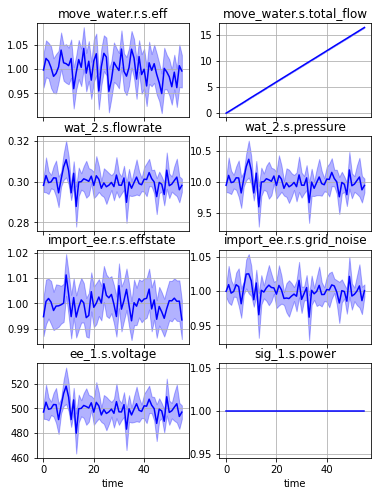 move_water.r.s.eff
move_water.s.total_flow
1.05
1.00
0.95
15
10
5
0
wat_2.s.flowrate
wat_2.s.pressure
0.32
0.30
0.28
10.5
10.0
9.5
import_ee.r.s.effstate
import_ee.r.s.grid_noise
1.02
1.01
1.00
0.99
1.05
1.00
0.95
ee_1.s.voltage
sig_1.s.power
520
500
480
460
1.05
1.00
0.95
0 20 40
0 20 40
time
time